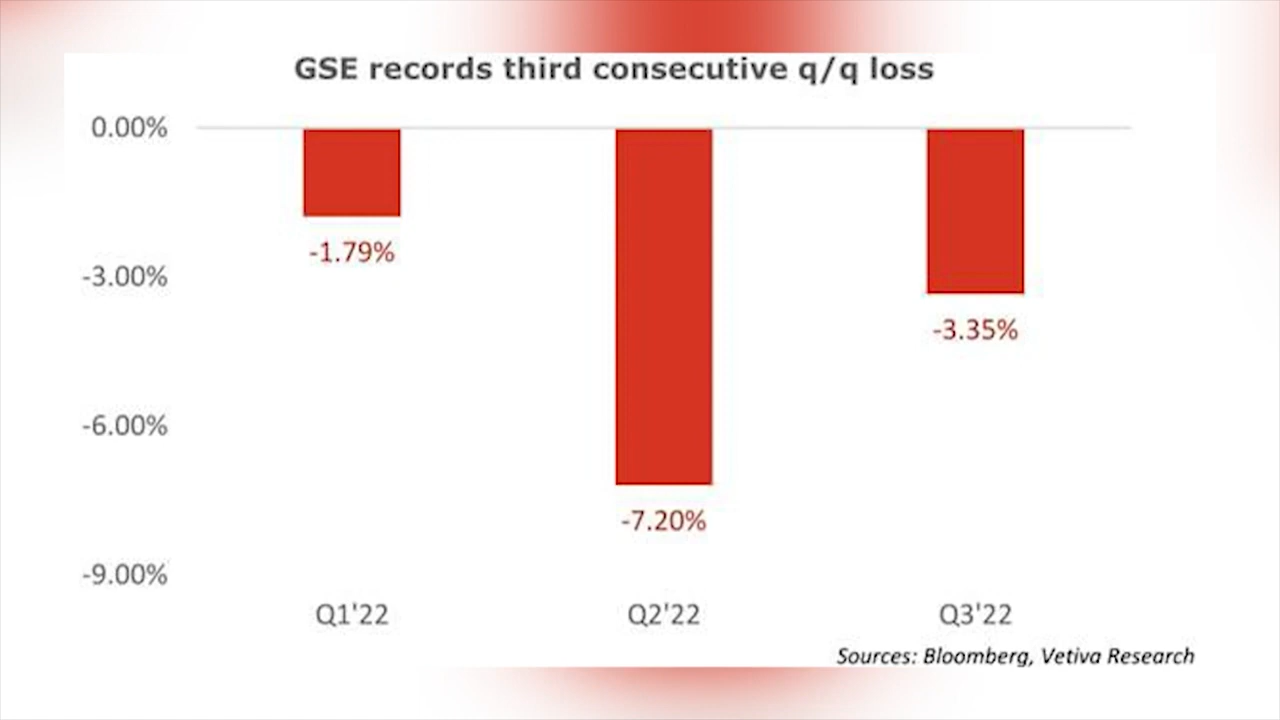 GSE records third consecutive q/q loss
0.00%
-3.00%
-6.00%
-9.00%
-1.79%
-7.20%
-3.35%
Q1'22 Q2'22 Q3'22
Sources: Bloomberg, Vetiva Research